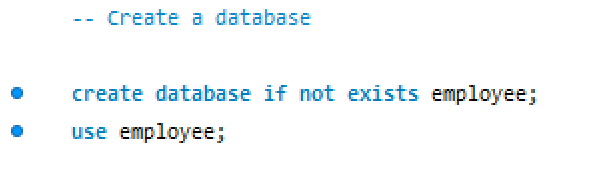 -- Create a database
create database if not exists employee;
use employee;